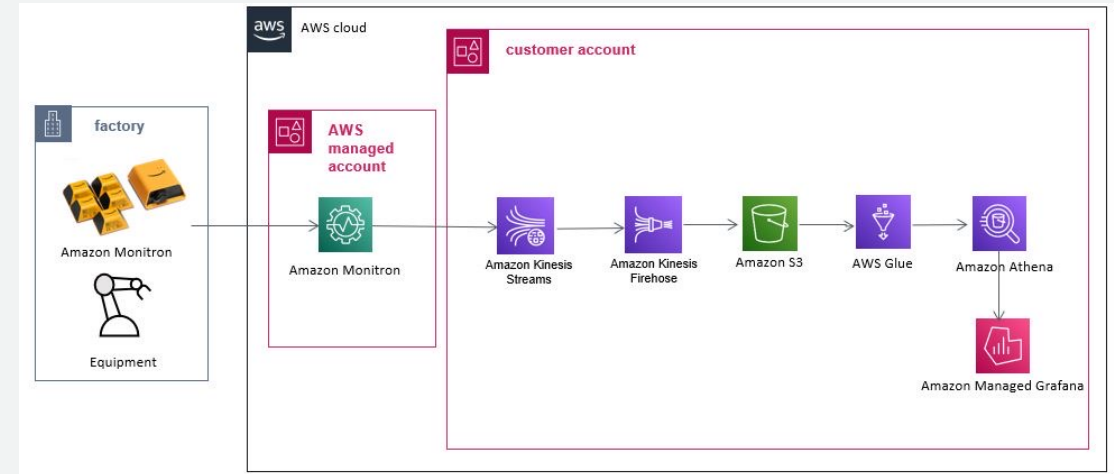 aws
AWS cloud
customer account
factory
AWS
managed
account
Amazon Monitron
Equipment
Amazon Monitron
Amazon Kinesis
Streams
Amazon Kinesis
Firehose
Amazon S3
AWS Glue
Amazon Athena
Amazon Managed Grafana